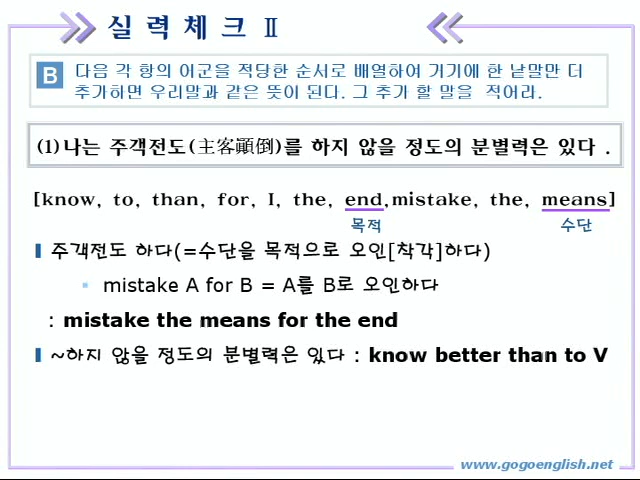 실 력 체 크 Ⅱ
B
다음 각 항의 어군을 적당한 순서로 배열하여 거기에 한 낱말만 더
추가하면 우리말과 같은 뜻이 된다. 그 추가 할 말을 적어라.
(1)나는 주객전도(主客顚倒)를 하지 않을 정도의 분별력은 있다 .
[know, to, than, for, I, the, end,mistake, the, means]
목적 수단
주객전도 하다(=수단을 목적으로 오인[착각]하다)
mistake A for B = A를 B로 오인하다
: mistake the means for the end
~하지 않을 정도의 분별력은 있다 : know better than to V
www.gogoenglish.net